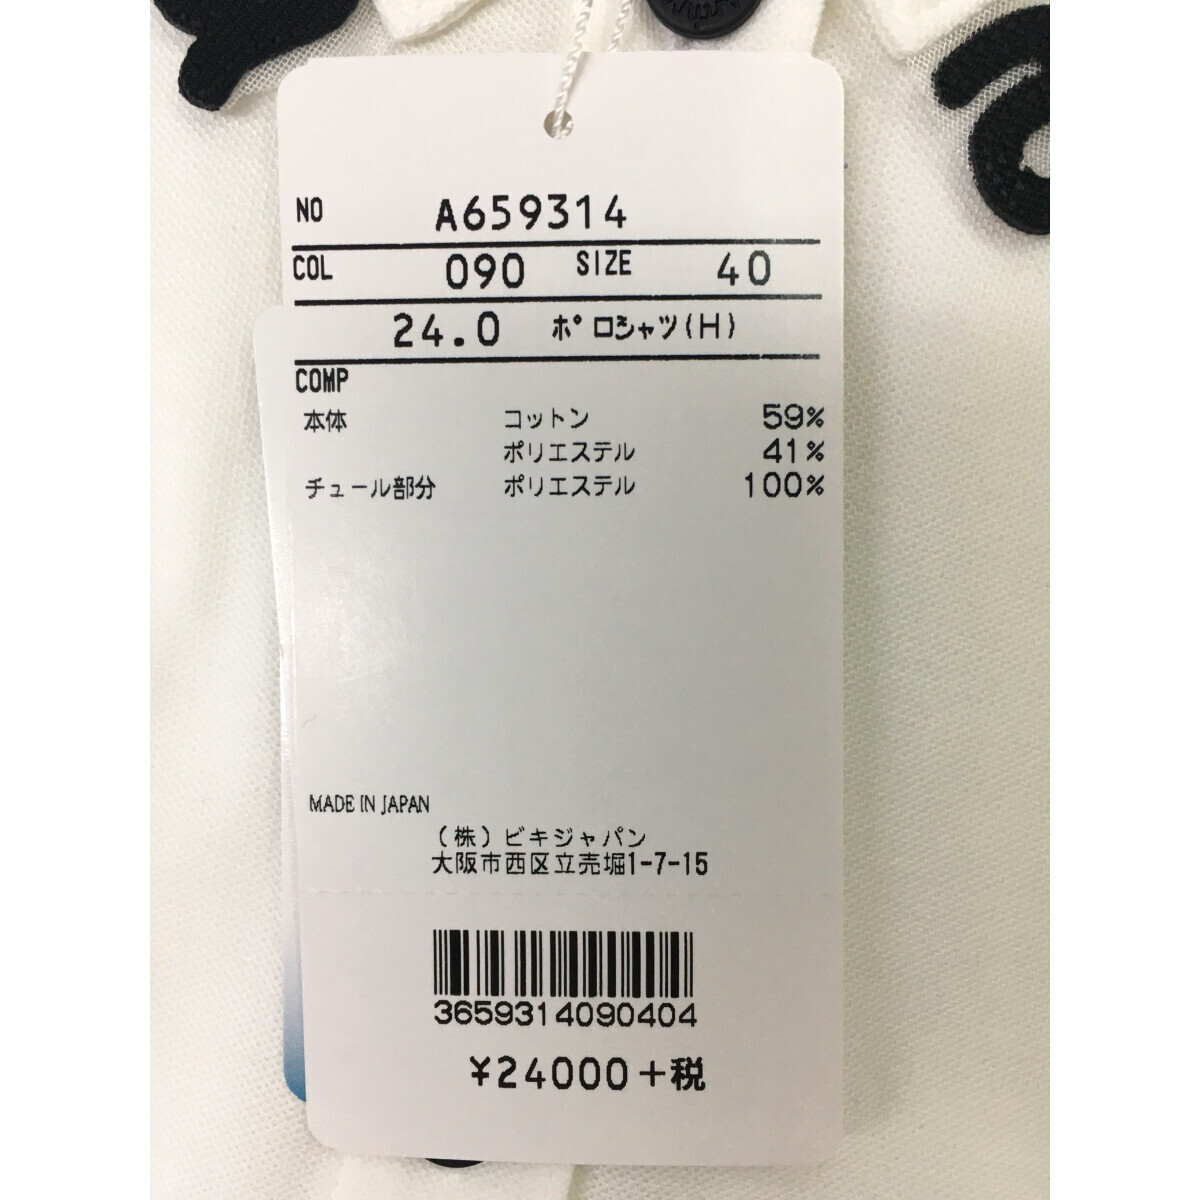 NO A659314
COL 090 SIZE 40
24.0 ポロシャツ(H)
COMP
本体 コットン 59%
ポリエステル 41%
チュール部分 ポリエステル 100%
MADE IN JAPAN
(株)ビキジャパン
大阪市西区立売堀1-7-15
3659314090404
¥24000+税